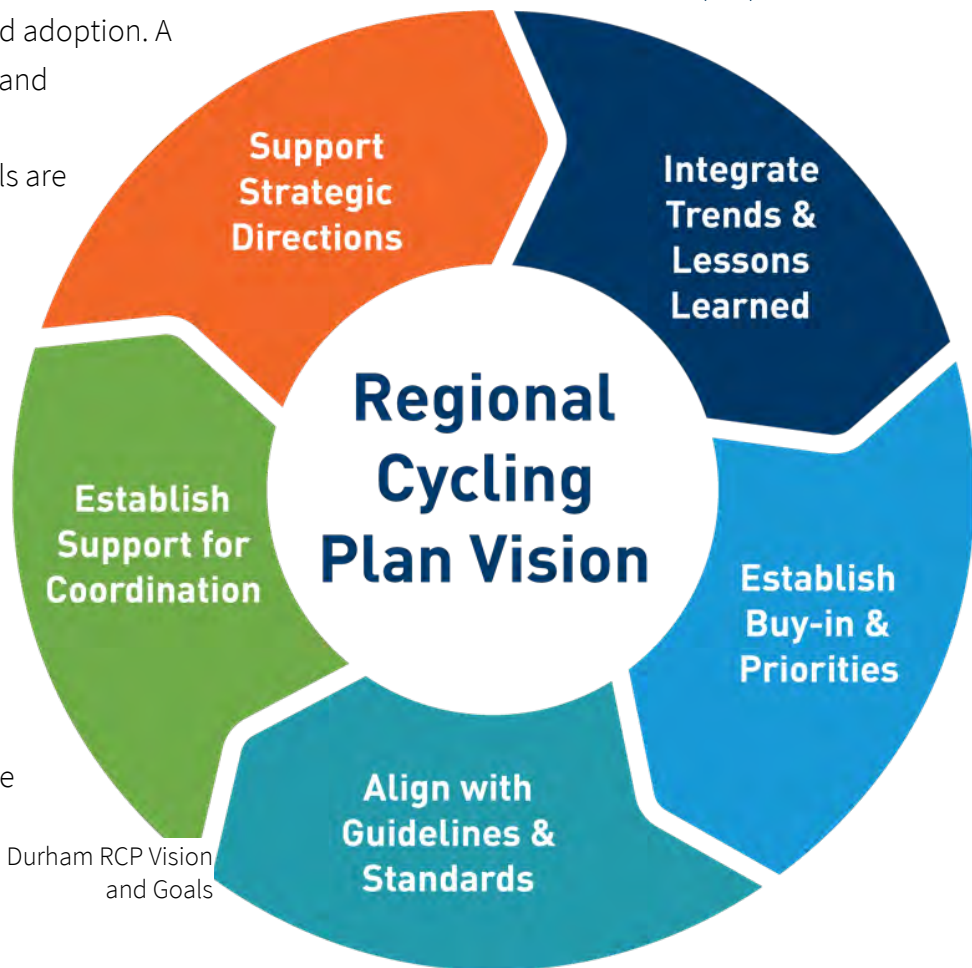 d adoption. A
and
ls are
e
Durham RCP Vision
and Goals
Regional
Cycling
Plan Vision
Support
Strategic
Directions
Integrate
Trends &
Lessons
Learned
Establish
Buy-in &
Priorities
Align with
Guidelines &
Standards
Establish
Support for
Coordination